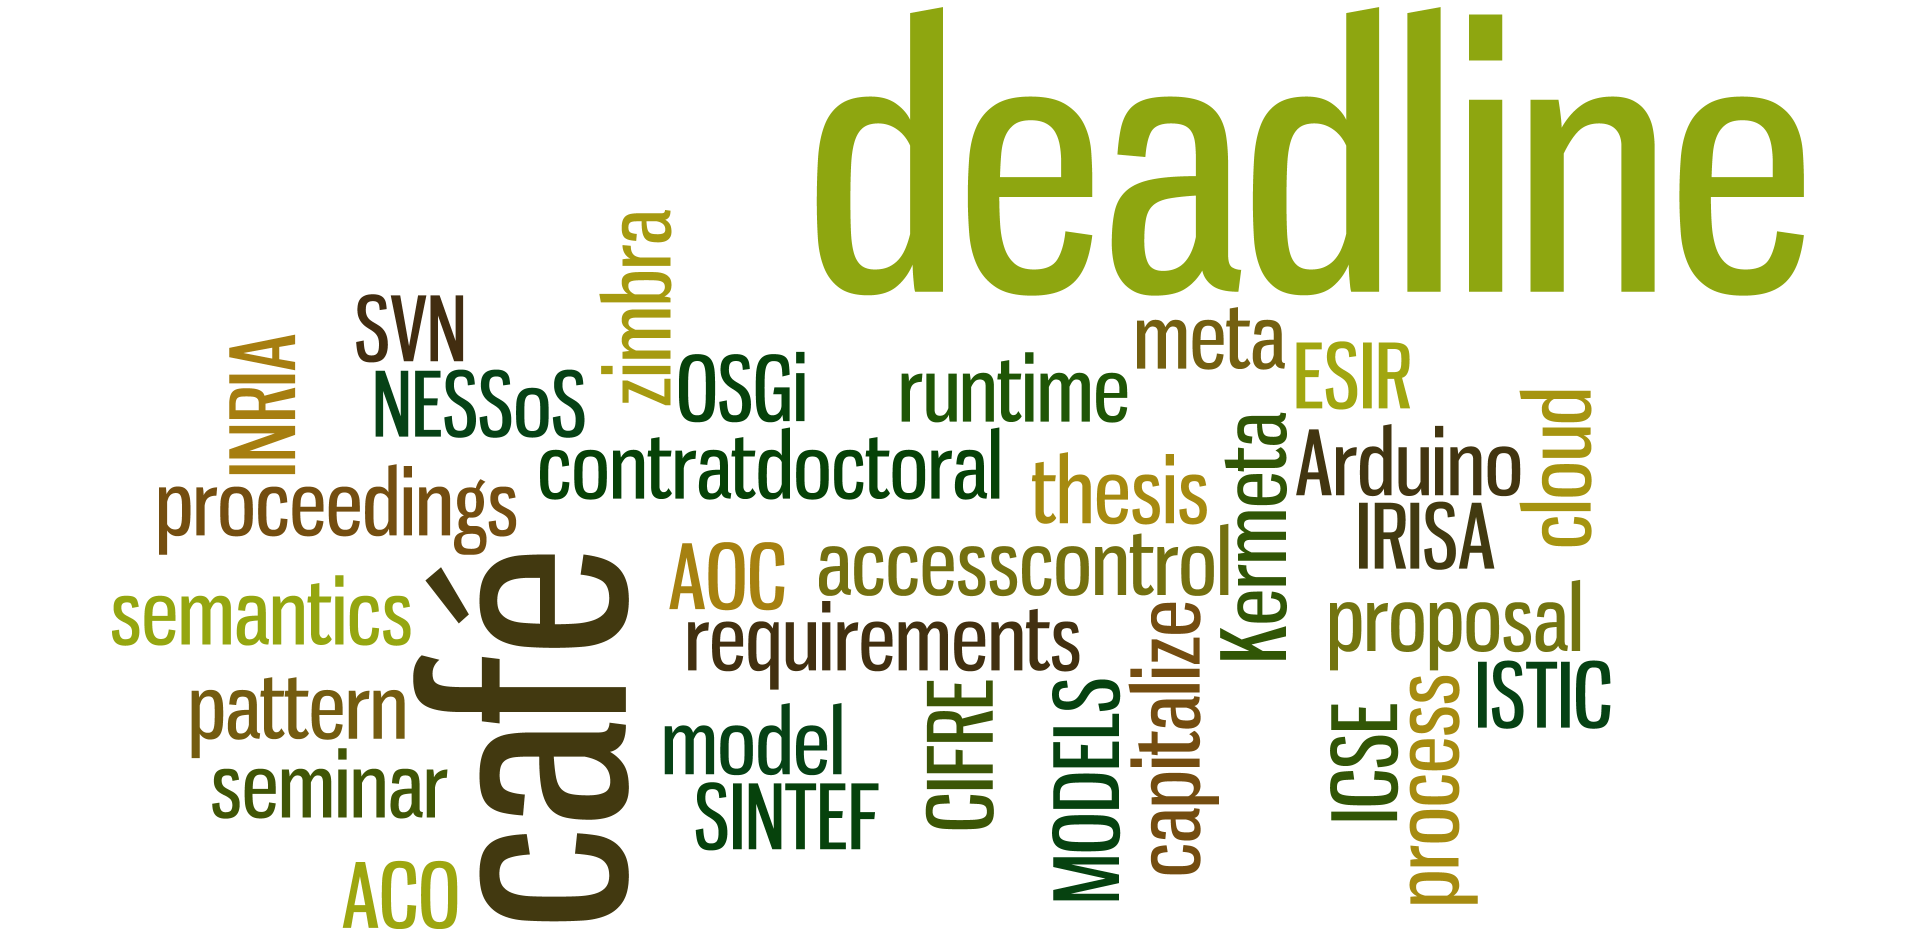 deadline
zimbra
SVN
meta
INRIA
NESSoS
OSGi
runtime
ESIR
cloud
contratdoctoral
thesis
Kermeta
Arduino
proceedings
IRISA
café
AOC
accesscontrol
semantics
requirements
capitalize
proposal
pattern
model
CIFRE
MODELS
ICSE
process
ISTIC
seminar
SINTEF
ACO